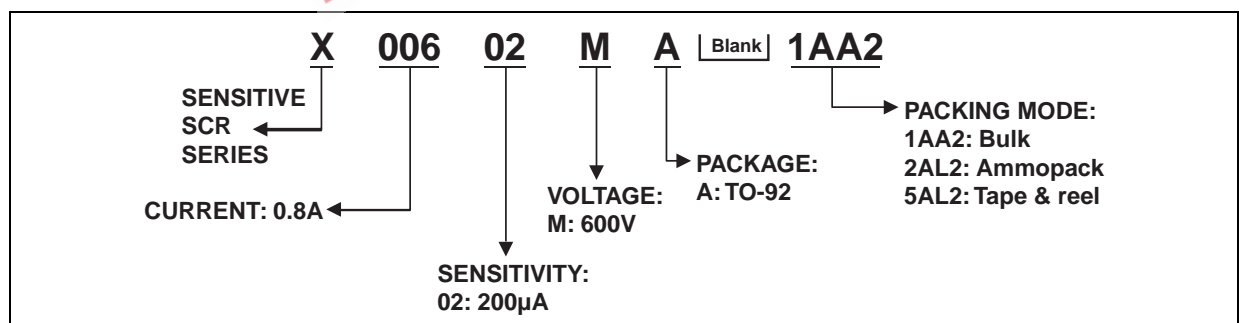 X 006 02 M A Blank 1AA2
SENSITIVE
SCR
SERIES
CURRENT: 0.8A
SENSITIVITY:
02: 200µA
VOLTAGE:
M: 600V
PACKAGE:
A: TO-92
PACKING MODE:
1AA2: Bulk
2AL2: Ammopack
5AL2: Tape & reel